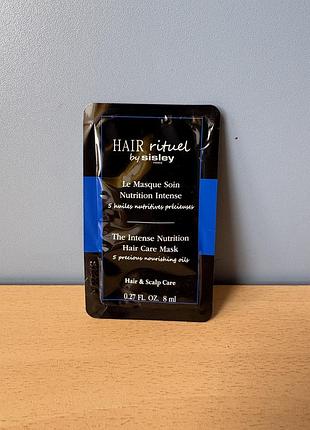 HAIR rituel
by sisley
PARIS
Le Masque Soin
Nutrition Intense
5 huiles nutritives précieuses
The Intense Nutrition
Hair Care Mask
5 precious nourishing oils
Hair & Scalp Care
0.27 FL. OZ. 8 ml